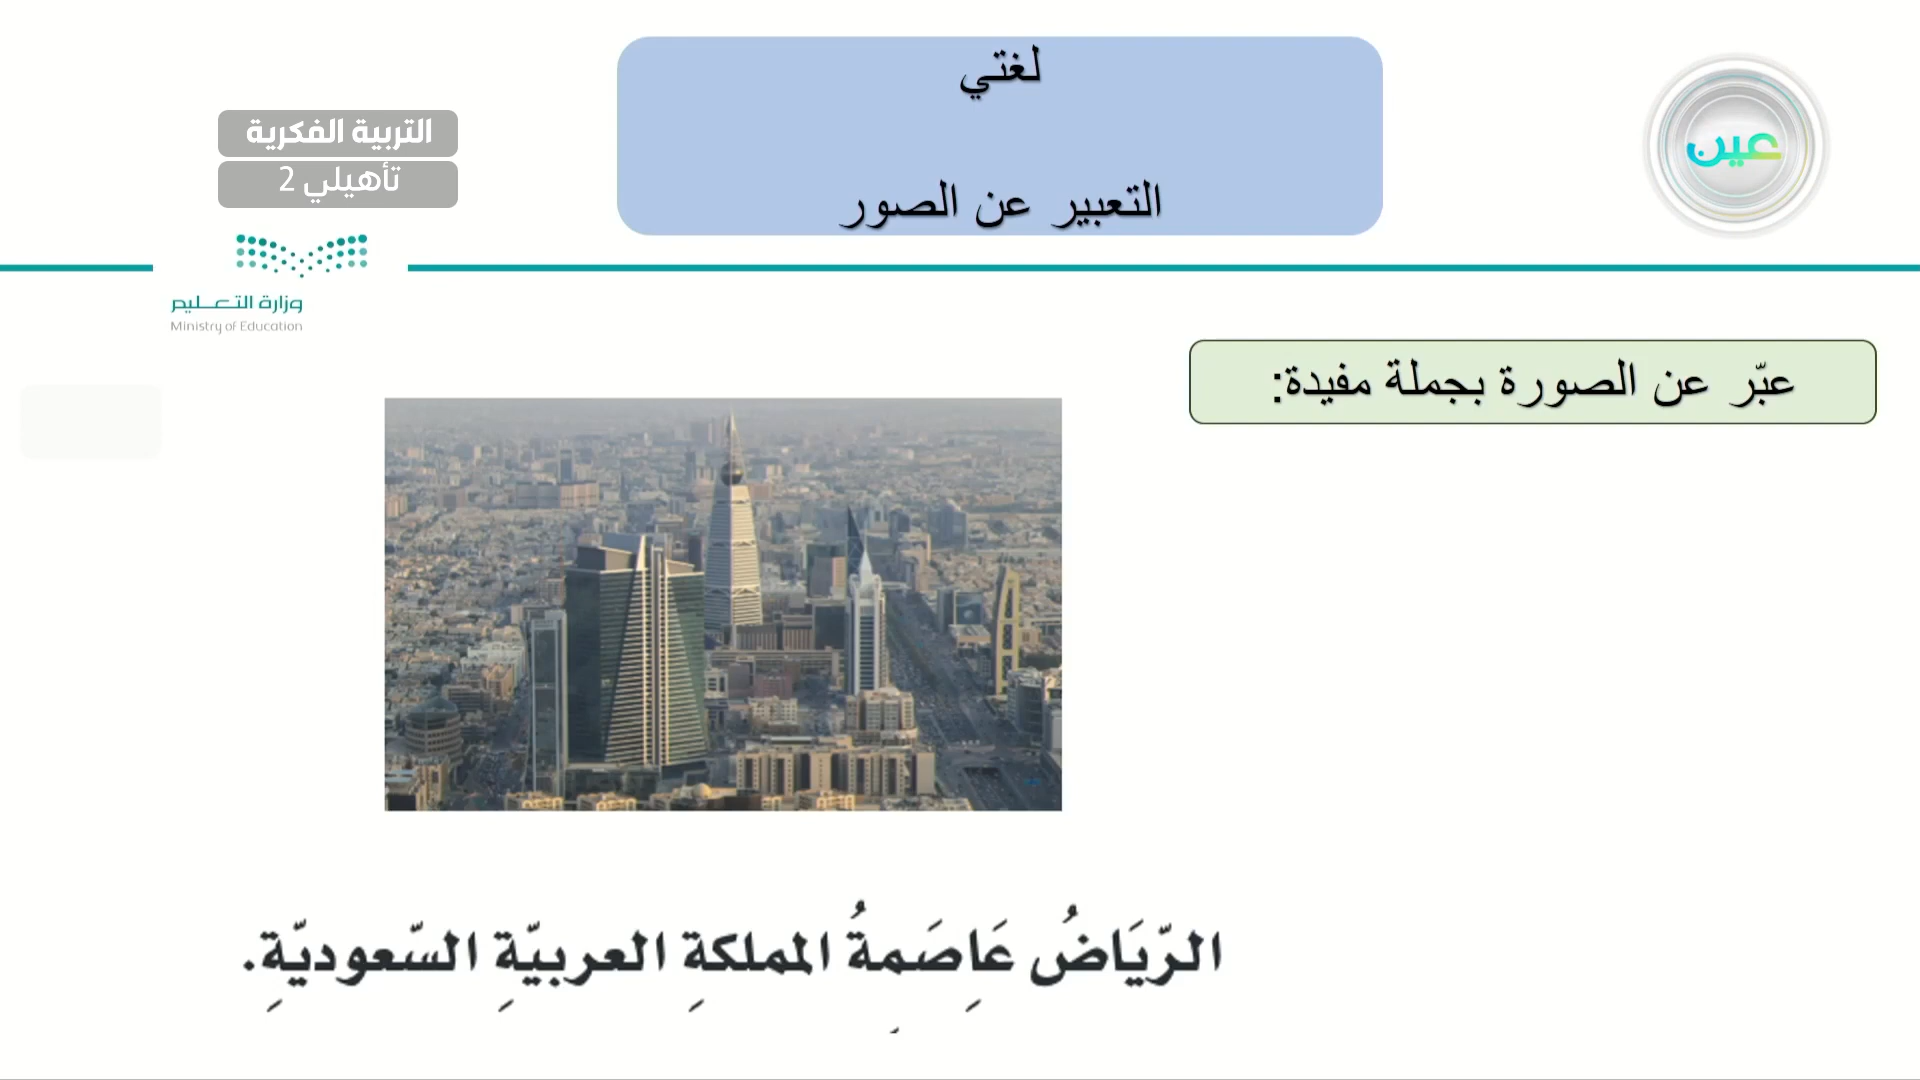 لغتي
التعبير عن الصور
عين
التربية الفكرية
تأهيلي 2
وزارة التعليم
Ministry of Education
عبّر عن الصورة بجملة مفيدة:
الرّيَاضُ عَاصِمَةُ المملكةِ العربيّةِ السّعوديّةِ.